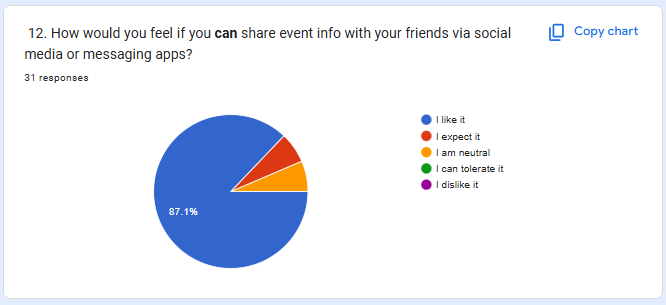 12. How would you feel if you can share event info with your friends via social
media or messaging apps?
Copy chart
31 responses
I like it
I expect it
I am neutral
I can tolerate it
I dislike it
87.1%